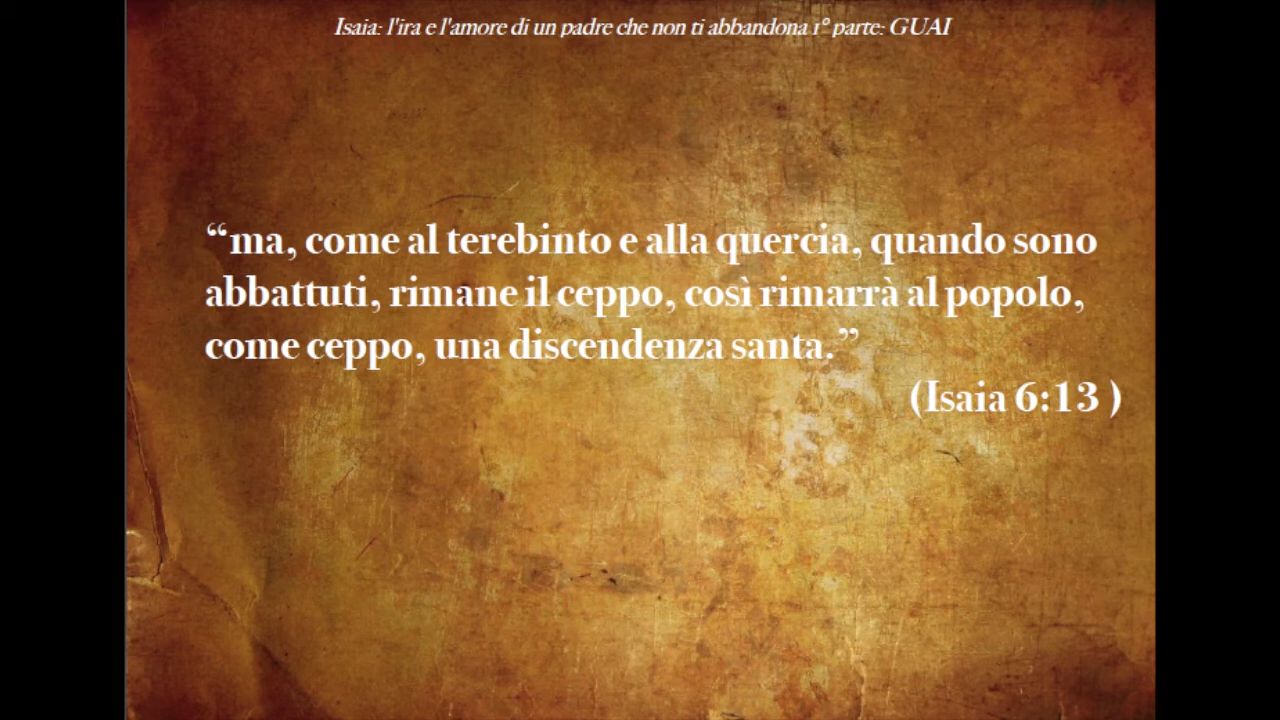 Isaia: l'ira e l'amore di un padre che non ti abbandona 1° parte: GUAI
“ma, come al terebinto e alla quercia, quando sono
abbattuti, rimane il ceppo, così rimarrà al popolo,
come ceppo, una discendenza santa.”
(Isaia 6:13 )